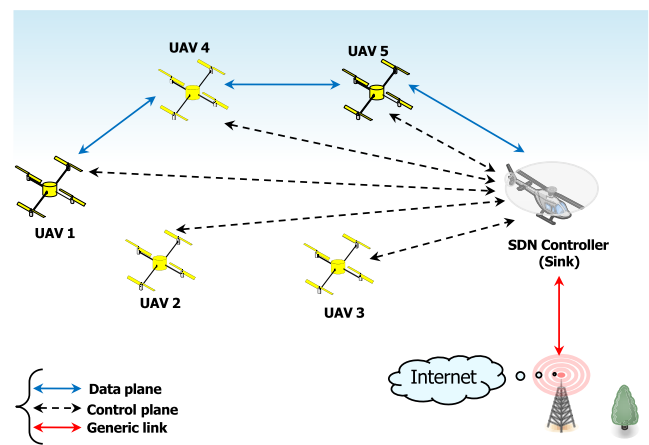 UAV 4
UAV 5
UAV 1
UAV 2
UAV 3
SDN Controller
(Sink)
Internet
Data plane
Control plane
Generic link